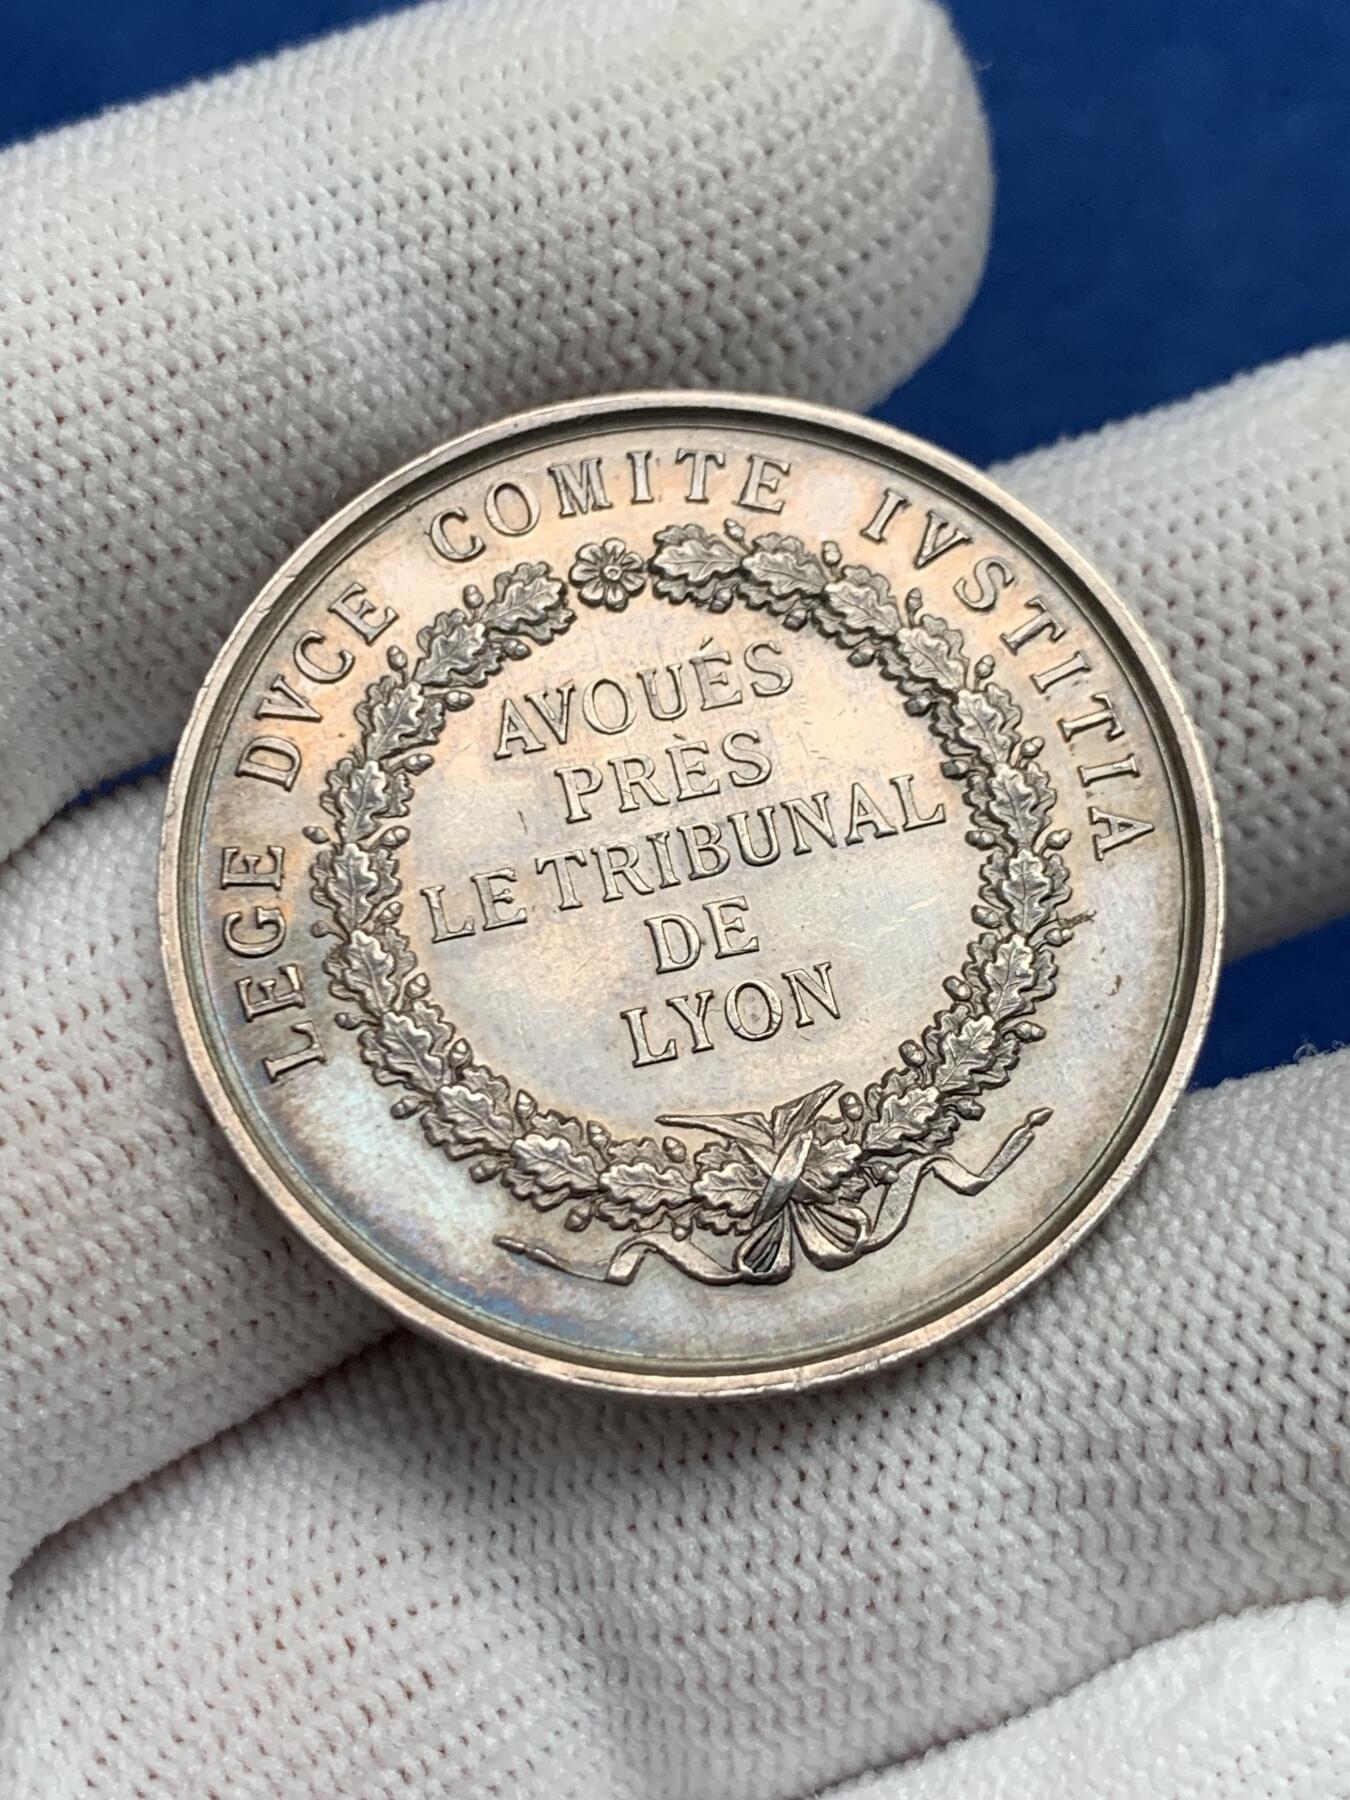 LEGE DVCE COMITE IVSTITIA
AVOUÉS
PRÈS
LE TRIBUNAL
DE
LYON